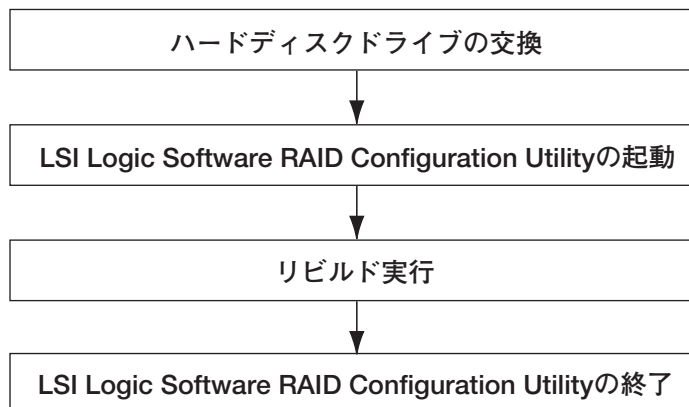 ハードディスクドライブの交換
LSI Logic Software RAID Configuration Utilityの起動
リビルド実行
LSI Logic Software RAID Configuration Utilityの終了